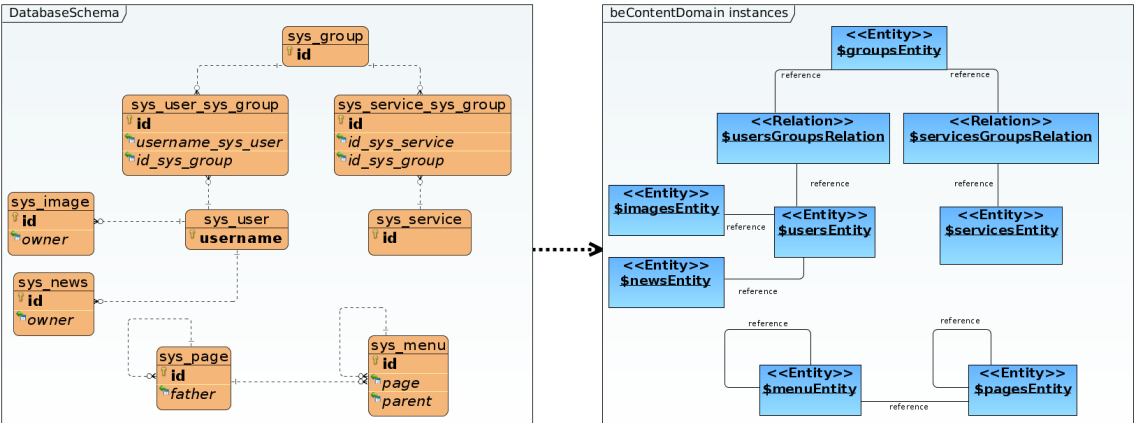 DatabaseSchema
sys_group
id
sys_user_sys_group
id
username_sys_user
id_sys_group
sys_service_sys_group
id
id_sys_service
id_sys_group
sys_image
id
owner
sys_user
username
sys_service
id
sys_news
id
owner
sys_page
id
father
sys_menu
id
page
parent
beContentDomain instances
<<Entity>>
$groupsEntity
reference
reference
<<Relation>>
$usersGroupsRelation
<<Relation>>
$servicesGroupsRelation
reference
reference
<<Entity>>
$imagesEntity
reference
<<Entity>>
$usersEntity
<<Entity>>
$servicesEntity
<<Entity>>
$newsEntity
reference
reference
reference
<<Entity>>
$menuEntity
reference
<<Entity>>
$pagesEntity